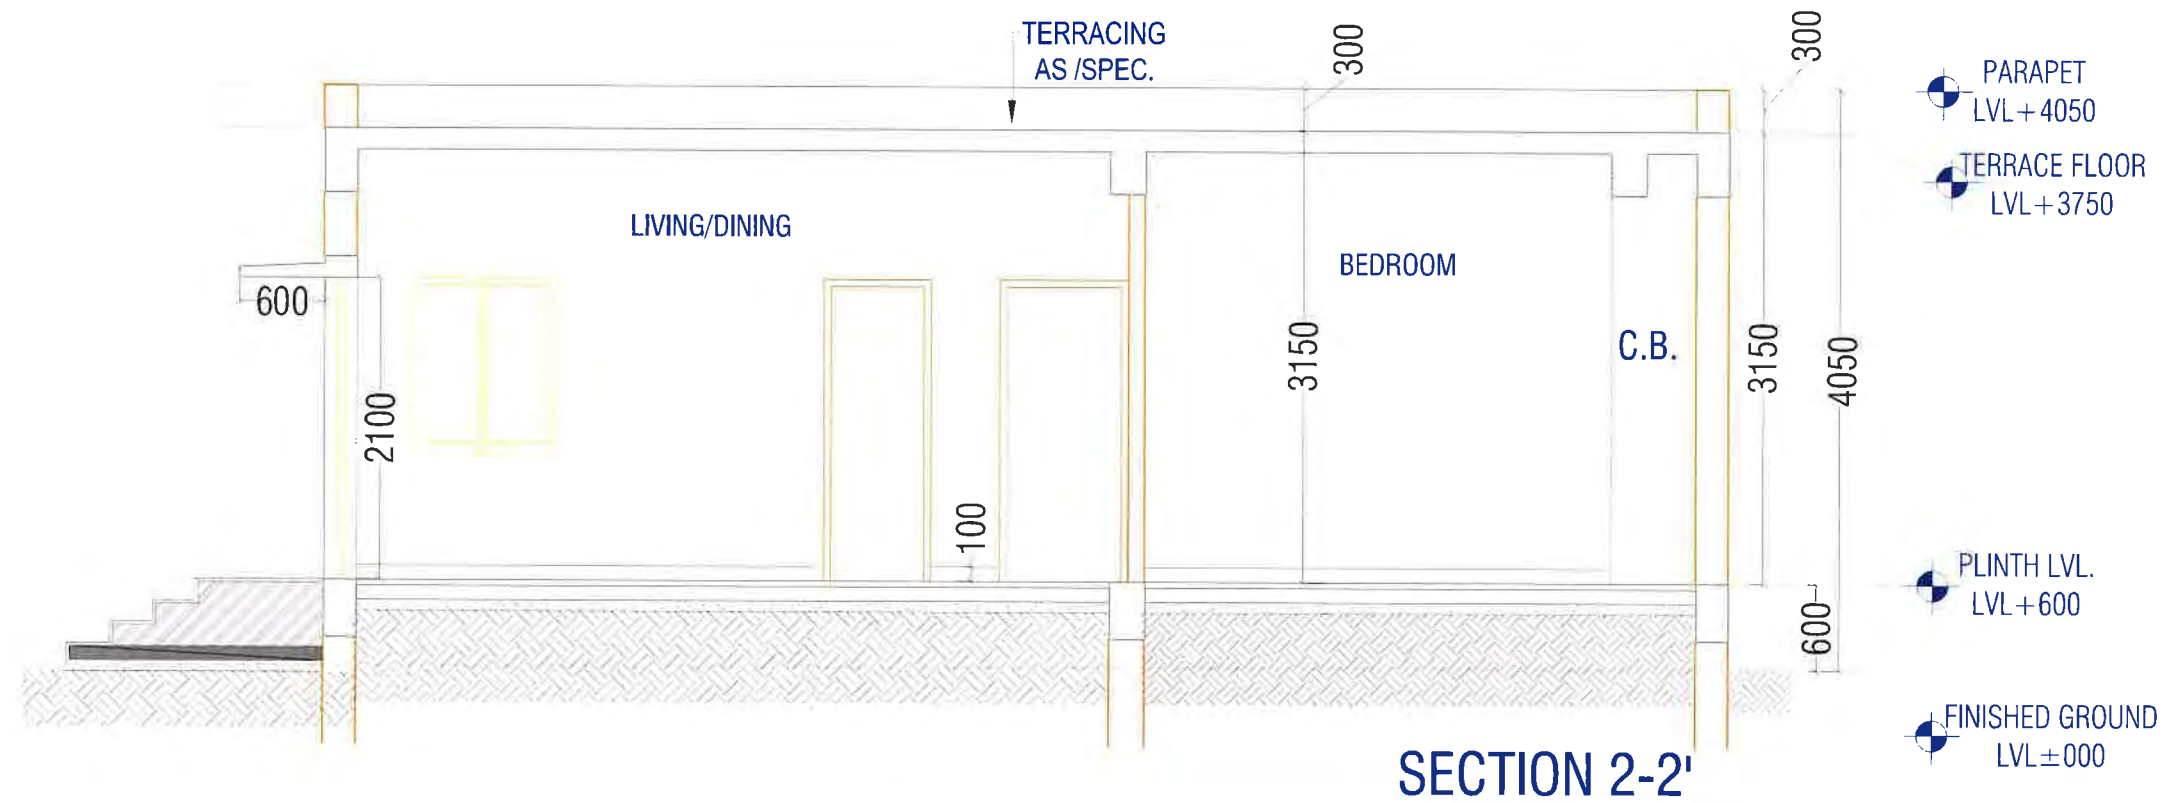 TERRACING
AS /SPEC.
300
300
PARAPET
LVL+4050
TERRACE FLOOR
LVL+3750
LIVING/DINING
BEDROOM
600
C.B.
3150
3150
4050
2100
100
PLINTH LVL.
LVL+600
600
FINISHED GROUND
LVL±000
SECTION 2-2'